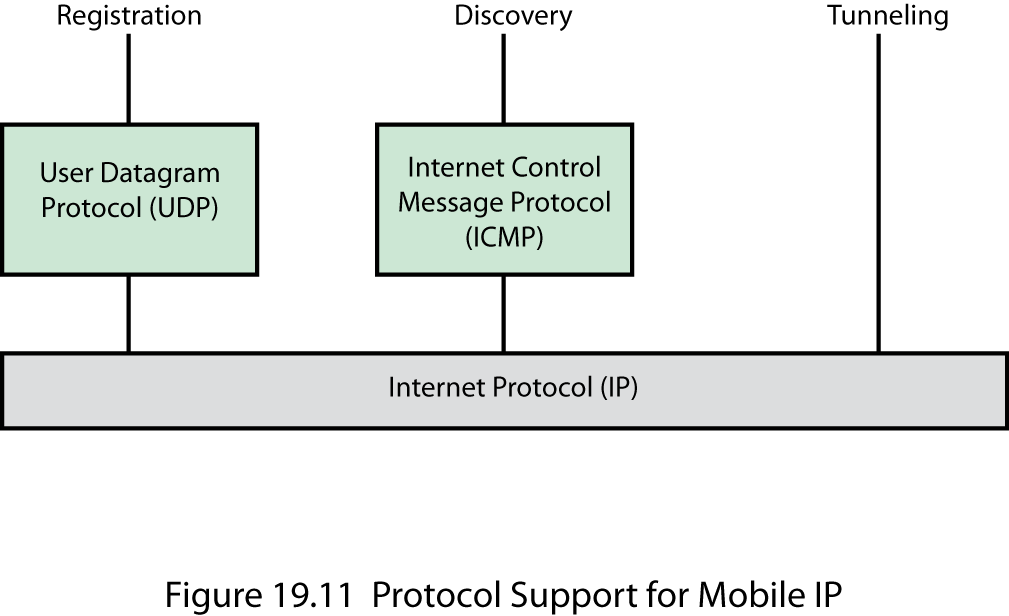 Registration
Discovery
Tunneling
User Datagram
Protocol (UDP)
Internet Control
Message Protocol
(ICMP)
Internet Protocol (IP)
Figure 19.11 Protocol Support for Mobile IP